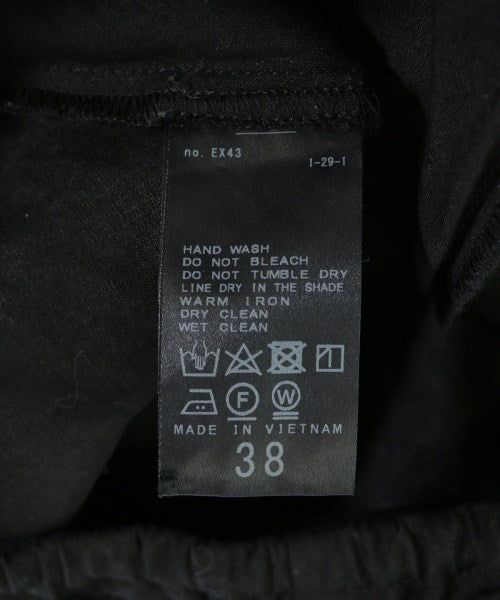 no. EX43
1-29-1
HAND WASH
DO NOT BLEACH
DO NOT TUMBLE DRY
LINE DRY IN THE SHADE
WARM IRON
DRY CLEAN
WET CLEAN
F W
MADE IN VIETNAM
38